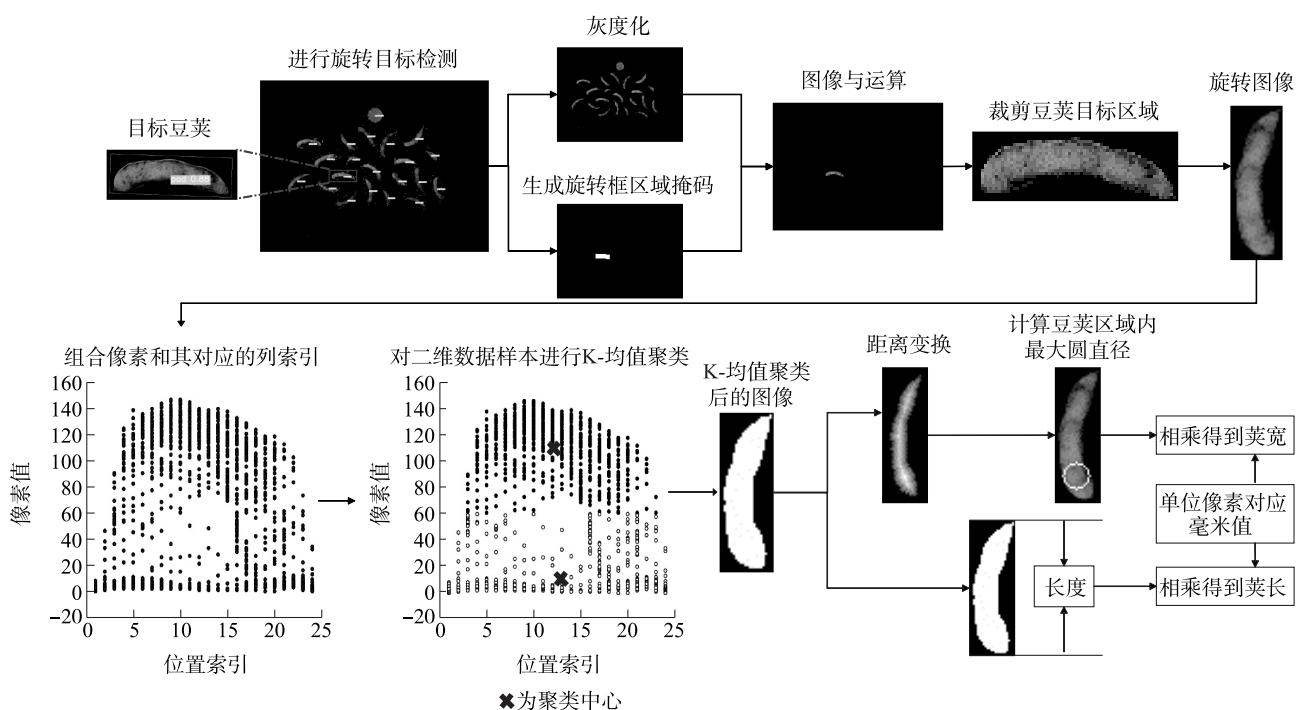 灰度化
进行旋转目标检测
图像与运算
旋转图像
裁剪豆荚目标区域
目标豆荚
pod 0.88
生成旋转框区域掩码
组合像素和其对应的列索引
160
140
120
100
80
60
40
20
0
−20
像素值
0 5 10 15 20 25
位置索引
对二维数据样本进行K-均值聚类
160
140
120
100
80
60
40
20
0
−20
像素值
0 5 10 15 20 25
位置索引
✖为聚类中心
K-均值聚类
后的图像
距离变换
计算豆荚区域内
最大圆直径
相乘得到荚宽
单位像素对应
毫米值
长度
相乘得到荚长